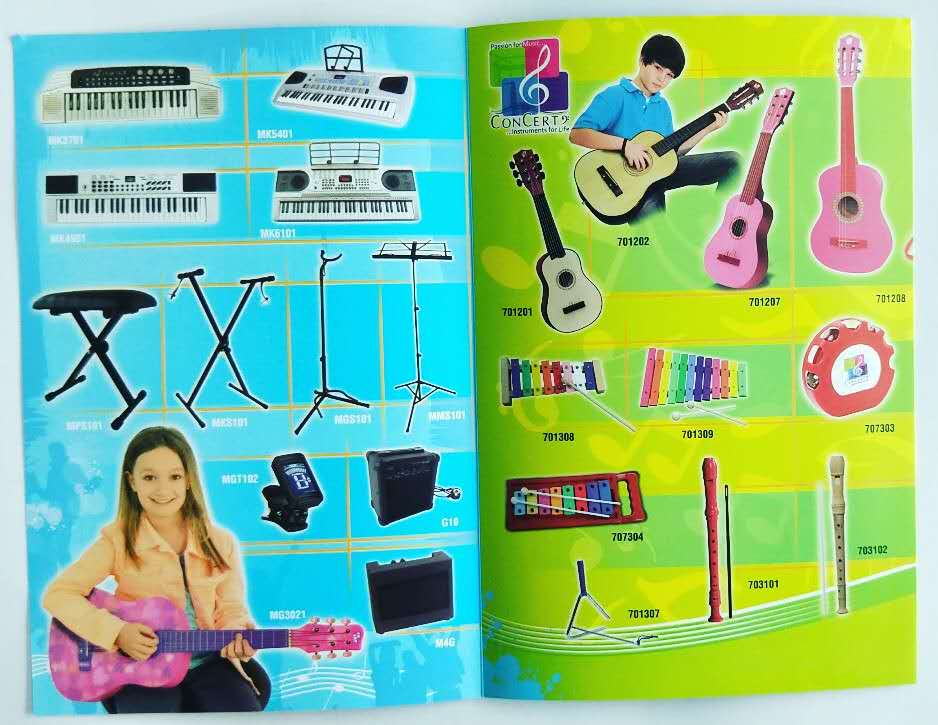 MK3701
MK5401
MK4901
MK6101
MPS101
MKS101
MGS101
MMS101
MGT102
G10
MG3021
M4G
Passion for Music...
CONCERT
...Instruments for Life
701202
701201
701207
701208
701308
701309
707303
707304
703102
703101
701307